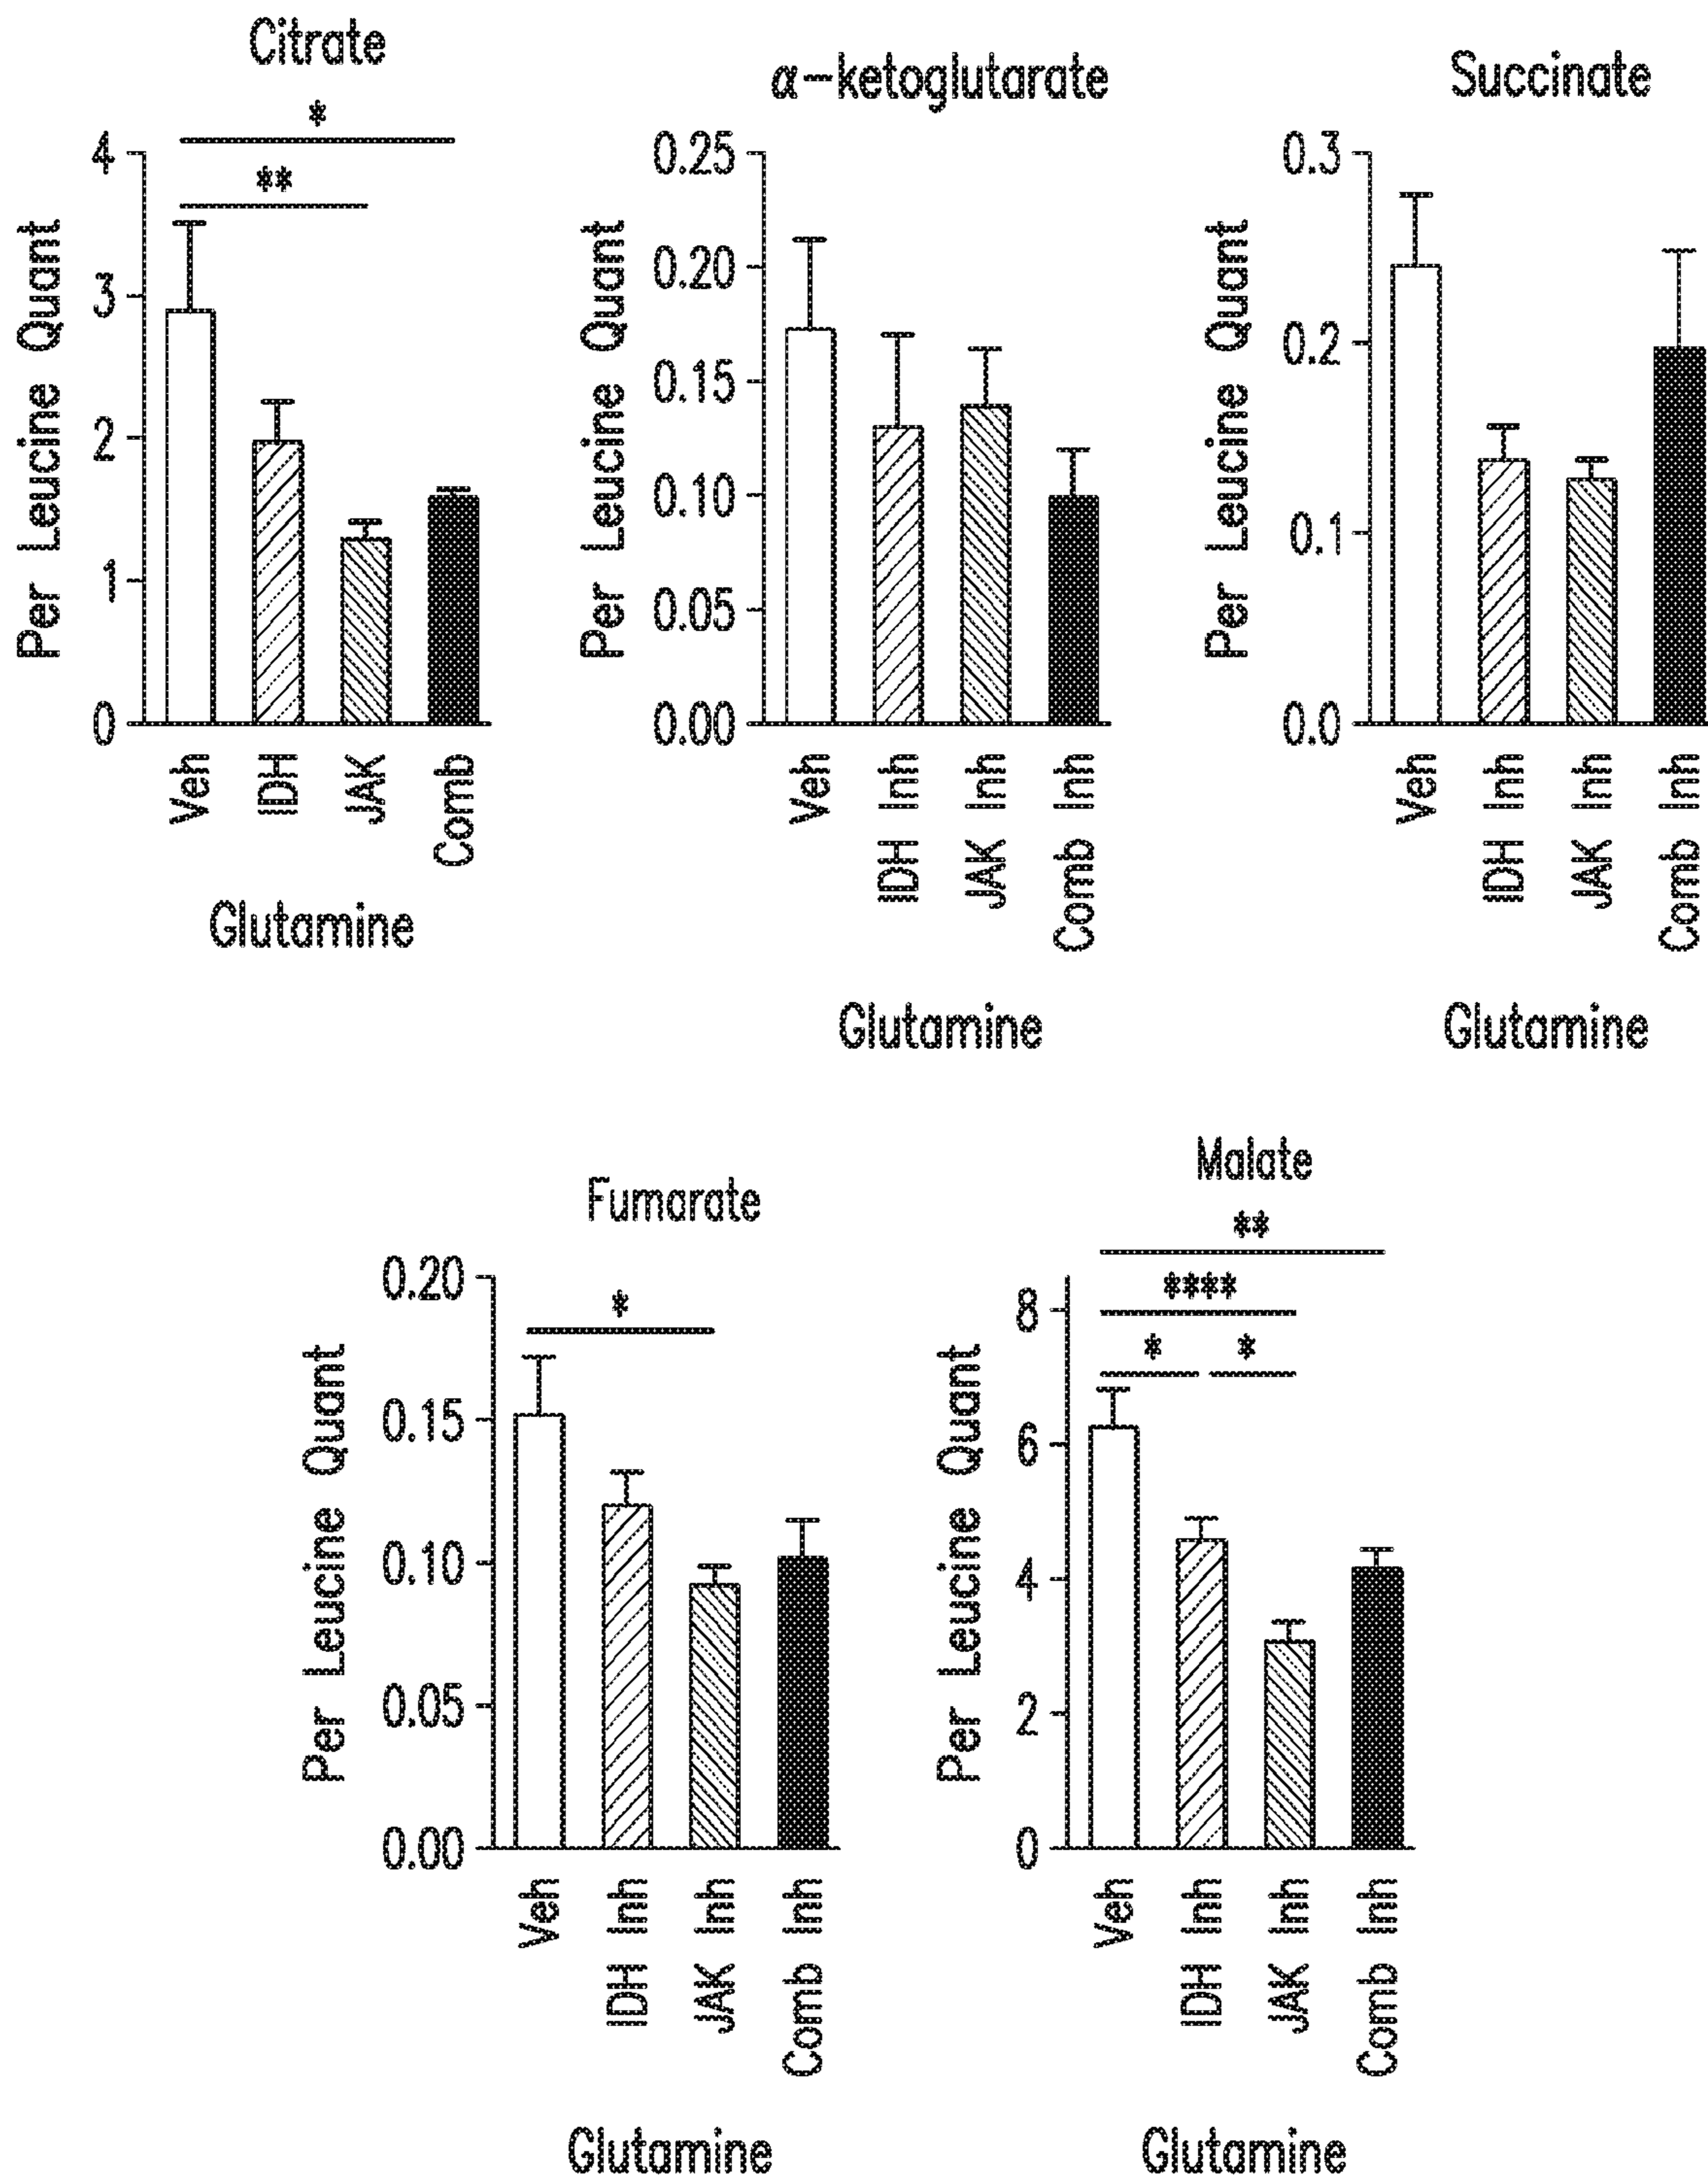 Citrate
*
**
4
3
2
1
0
Per Leucine Quant
Veh
IDH
JAK
Comb
Glutamine
α-ketoglutarate
0.25
0.20
0.15
0.10
0.05
0.00
Per Leucine Quant
Veh
IDH Inh
JAK Inh
Comb Inh
Glutamine
Succinate
0.3
0.2
0.1
0.0
Per Leucine Quant
Veh
IDH Inh
JAK Inh
Comb Inh
Glutamine
Fumarate
*
0.20
0.15
0.10
0.05
0.00
Per Leucine Quant
Veh
IDH Inh
JAK Inh
Comb Inh
Glutamine
Malate
**
****
* *
8
6
4
2
0
Per Leucine Quant
Veh
IDH Inh
JAK Inh
Comb Inh
Glutamine